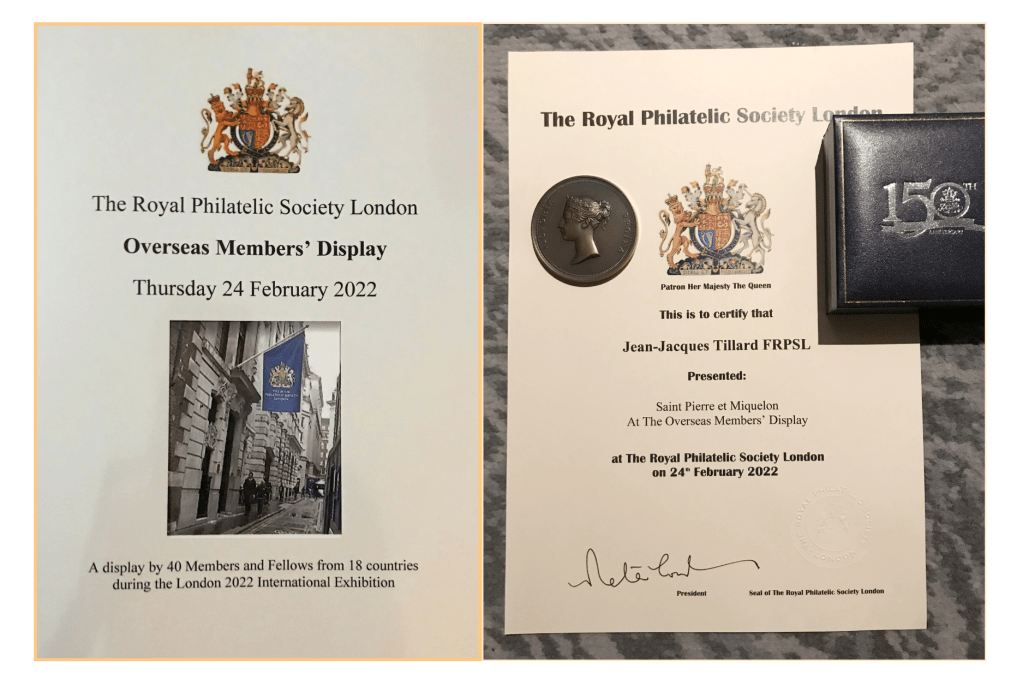 The Royal Philatelic Society London
Overseas Members' Display
Thursday 24 February 2022
A display by 40 Members and Fellows from 18 countries
during the London 2022 International Exhibition
The Royal Philatelic Society London
Patron Her Majesty The Queen
This is to certify that
Jean-Jacques Tillard FRPSL
Presented:
Saint Pierre et Miquelon
At The Overseas Members' Display
at The Royal Philatelic Society London
on 24th February 2022
President
Seal of The Royal Philatelic Society London
150TH
ANNIVERSARY